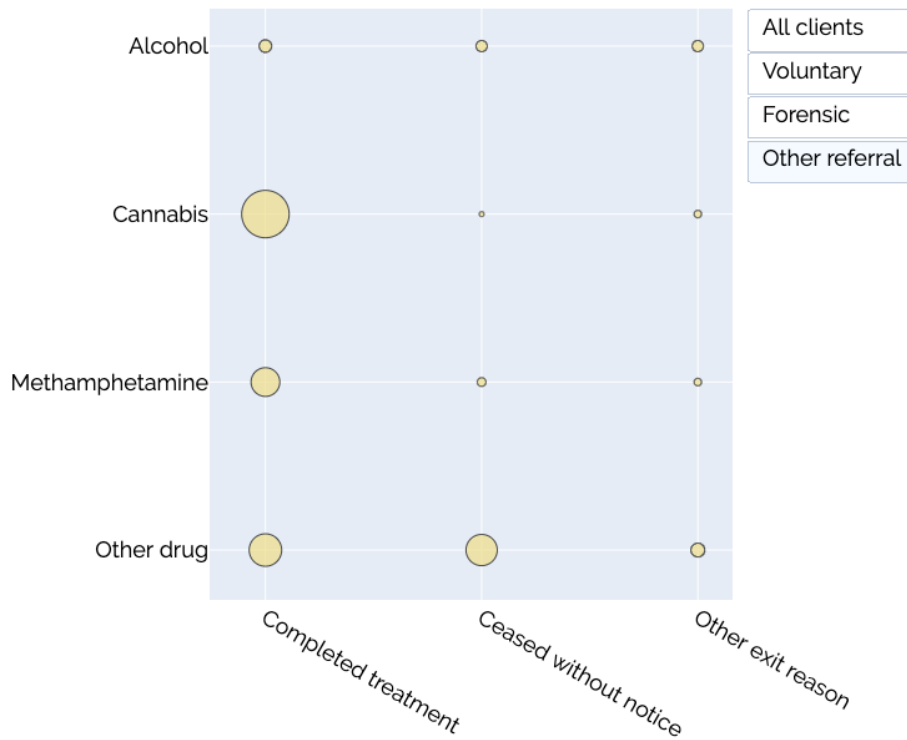 Alcohol
Cannabis
Methamphetamine
Other drug
Completed treatment
Ceased without notice
Other exit reason
All clients
Voluntary
Forensic
Other referral